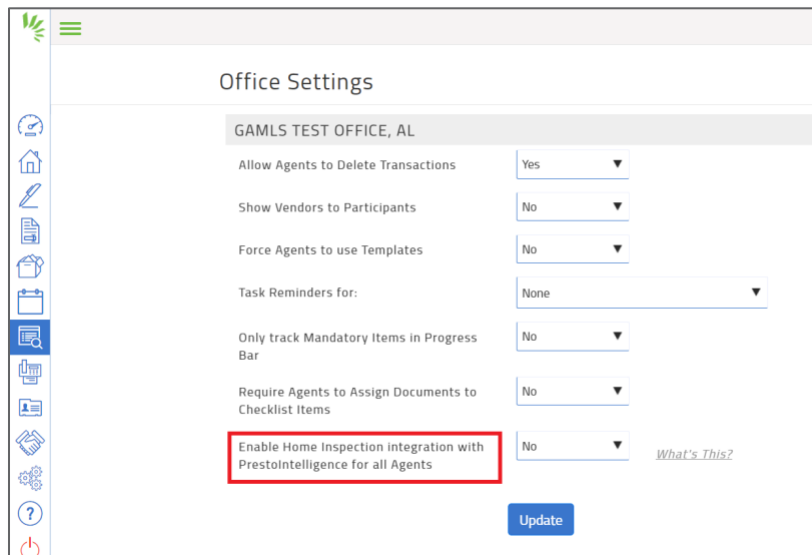 Office Settings
GAMLS TEST OFFICE, AL
Allow Agents to Delete Transactions Yes
Show Vendors to Participants No
Force Agents to use Templates No
Task Reminders for: None
Only track Mandatory Items in Progress No
Bar
Require Agents to Assign Documents to No
Checklist Items
Enable Home Inspection integration with No
PrestoIntelligence for all Agents What's This?
Update
?